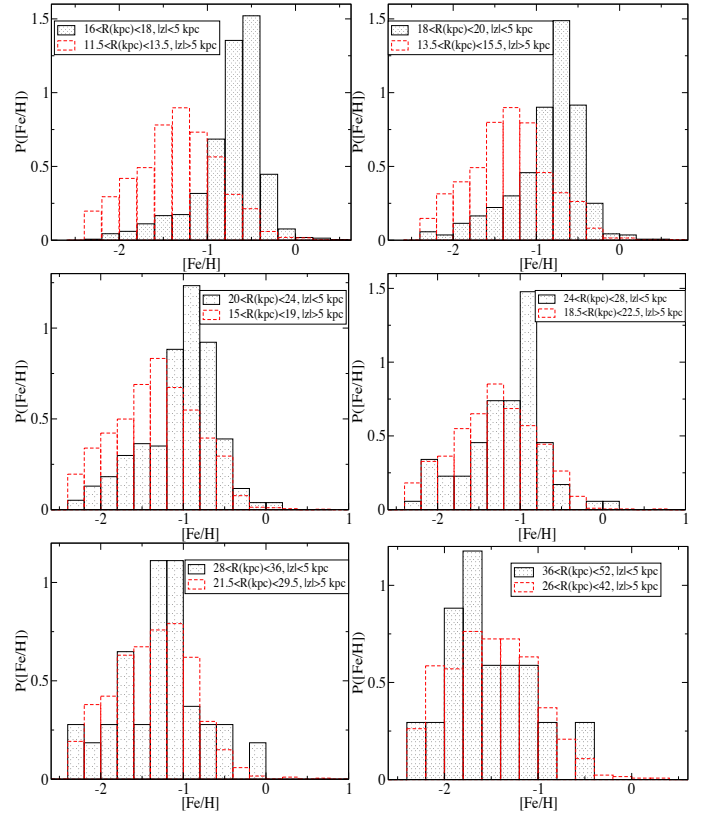 16<R(kpc)<18, |z|<5 kpc
11.5<R(kpc)<13.5, |z|>5 kpc
P([Fe/H])
1.5
1
0.5
0
-2
-1
0
[Fe/H]
18<R(kpc)<20, |z|<5 kpc
13.5<R(kpc)<15.5, |z|>5 kpc
P([Fe/H])
1.5
1
0.5
0
-2
-1
0
[Fe/H]
20<R(kpc)<24, |z|<5 kpc
15<R(kpc)<19, |z|>5 kpc
P([Fe/H])
1
0.5
0
-2
-1
0
1
[Fe/H]
24<R(kpc)<28, |z|<5 kpc
18.5<R(kpc)<22.5, |z|>5 kpc
P([Fe/H])
1.5
1
0.5
0
-2
-1
0
1
[Fe/H]
28<R(kpc)<36, |z|<5 kpc
21.5<R(kpc)<29.5, |z|>5 kpc
P([Fe/H])
1
0.5
0
-2
-1
0
1
[Fe/H]
36<R(kpc)<52, |z|<5 kpc
26<R(kpc)<42, |z|>5 kpc
P([Fe/H])
1
0.5
0
-2
-1
0
[Fe/H]